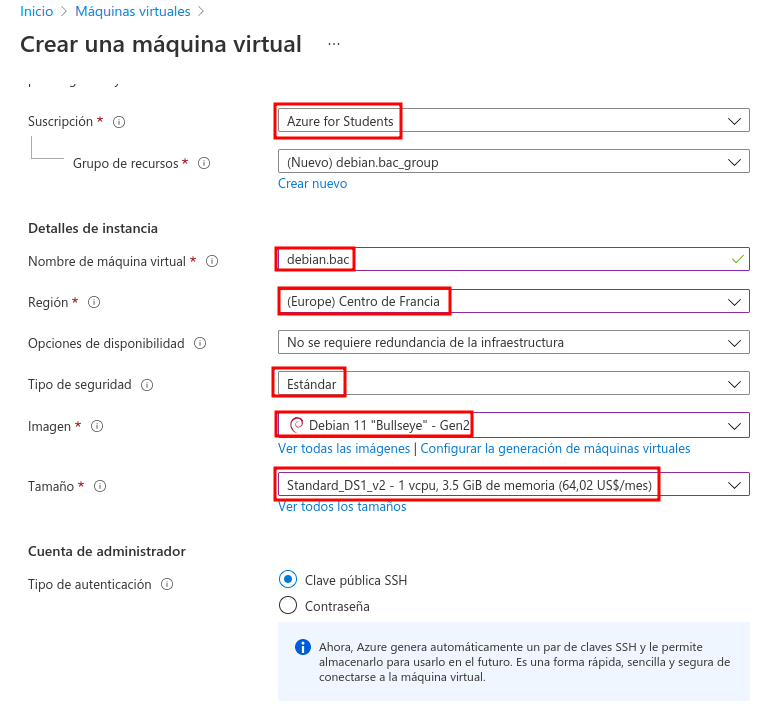 Inicio > Máquinas virtuales >
Crear una máquina virtual ...
Suscripción *
Azure for Students
Grupo de recursos *
(Nuevo) debian.bac_group
Crear nuevo
Detalles de instancia
Nombre de máquina virtual *
debian.bac
Región *
(Europe) Centro de Francia
Opciones de disponibilidad
No se requiere redundancia de la infraestructura
Tipo de seguridad
Estándar
Imagen *
Debian 11 "Bullseye" - Gen2
Ver todas las imágenes | Configurar la generación de máquinas virtuales
Tamaño *
Standard_DS1_v2 - 1 vcpu, 3.5 GiB de memoria (64,02 US$/mes)
Ver todos los tamaños
Cuenta de administrador
Tipo de autenticación
Clave pública SSH
Contraseña
Ahora, Azure genera automáticamente un par de claves SSH y le permite
almacenarlo para usarlo en el futuro. Es una forma rápida, sencilla y segura de
conectarse a la máquina virtual.